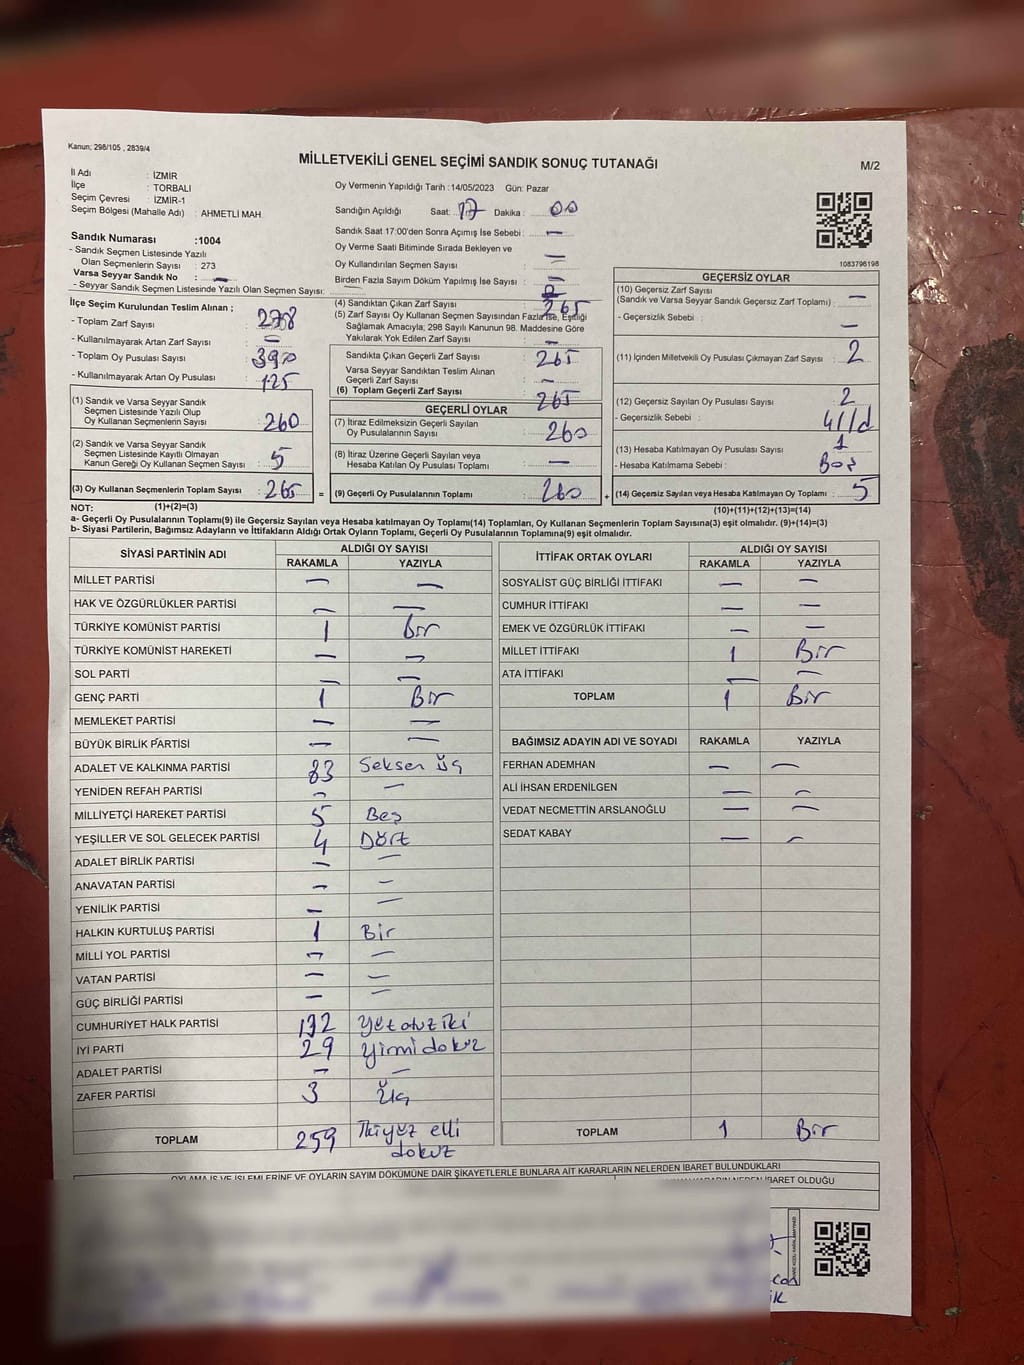 Kanun; 298/105 , 2839/4
MİLLETVEKİLİ GENEL SEÇİMİ SANDIK SONUÇ TUTANAĞI
M/2
İl Adı : İZMİR
İlçe : TORBALI
Seçim Çevresi : İZMİR-1
Seçim Bölgesi (Mahalle Adı) : AHMETLİ MAH.
Oy Vermenin Yapıldığı Tarih :14/05/2023 Gün: Pazar
Sandığın Açıldığı Saat: 17 Dakika : 00
Sandık Saat 17:00'den Sonra Açımış İse Sebebi : —
Oy Verme Saati Bitiminde Sırada Bekleyen ve
Oy Kullandırılan Seçmen Sayısı : —
Birden Fazla Sayım Döküm Yapılmış İse Sayısı : —
Sandık Numarası :1004
- Sandık Seçmen Listesinde Yazılı
Olan Seçmenlerin Sayısı : 273
Varsa Seyyar Sandık No : —
- Seyyar Sandık Seçmen Listesinde Yazılı Olan Seçmen Sayısı:
1083796198
İlçe Seçim Kurulundan Teslim Alınan ;
- Toplam Zarf Sayısı : 278
- Kullanılmayarak Artan Zarf Sayısı : —
- Toplam Oy Pusulası Sayısı : 390
- Kullanılmayarak Artan Oy Pusulası : 125
(1) Sandık ve Varsa Seyyar Sandık
Seçmen Listesinde Yazılı Olup
Oy Kullanan Seçmenlerin Sayısı : 260
(2) Sandık ve Varsa Seyyar Sandık
Seçmen Listesinde Kayıtlı Olmayan
Kanun Gereği Oy Kullanan Seçmen Sayısı : 5
(3) Oy Kullanan Seçmenlerin Toplam Sayısı : 265 =
(4) Sandıktan Çıkan Zarf Sayısı : 265
(5) Zarf Sayısı Oy Kullanan Seçmen Sayısından Fazla İse, Eşitliği
Sağlamak Amacıyla; 298 Sayılı Kanunun 98. Maddesine Göre
Yakılarak Yok Edilen Zarf Sayısı : —
Sandıkta Çıkan Geçerli Zarf Sayısı : 265
Varsa Seyyar Sandıktan Teslim Alınan
Geçerli Zarf Sayısı : —
(6) Toplam Geçerli Zarf Sayısı : 265
GEÇERLİ OYLAR
(7) İtiraz Edilmeksizin Geçerli Sayılan
Oy Pusulalarının Sayısı : 260
(8) İtiraz Üzerine Geçerli Sayılan veya
Hesaba Katılan Oy Pusulası Toplamı : —
(9) Geçerli Oy Pusulalarının Toplamı : 260 +
GEÇERSİZ OYLAR
(10) Geçersiz Zarf Sayısı : —
(Sandık ve Varsa Seyyar Sandık Geçersiz Zarf Toplamı)
- Geçersizlik Sebebi : —
(11) İçinden Milletvekili Oy Pusulası Çıkmayan Zarf Sayısı : 2
(12) Geçersiz Sayılan Oy Pusulası Sayısı : 2
- Geçersizlik Sebebi :
(13) Hesaba Katılmayan Oy Pusulası Sayısı : 1
- Hesaba Katılmama Sebebi : Boş
(14) Geçersiz Sayılan veya Hesaba Katılmayan Oy Toplamı : 5
NOT: (1)+(2)=(3)
(10)+(11)+(12)+(13)=(14)
a- Geçerli Oy Pusulalarının Toplamı(9) ile Geçersiz Sayılan veya Hesaba katılmayan Oy Toplamı(14) Toplamları, Oy Kullanan Seçmenlerin Toplam Sayısına(3) eşit olmalıdır. (9)+(14)=(3)
b- Siyasi Partilerin, Bağımsız Adayların ve İttifakların Aldığı Ortak Oyların Toplamı, Geçerli Oy Pusulalarının Toplamına(9) eşit olmalıdır.
SİYASİ PARTİNİN ADI ALDIĞI OY SAYISI
RAKAMLA YAZIYLA
MİLLET PARTİSİ — —
HAK VE ÖZGÜRLÜKLER PARTİSİ — —
TÜRKİYE KOMÜNİST PARTİSİ 1 Bir
TÜRKİYE KOMÜNİST HAREKETİ — —
SOL PARTİ — —
GENÇ PARTİ 1 Bir
MEMLEKET PARTİSİ — —
BÜYÜK BİRLİK PARTİSİ — —
ADALET VE KALKINMA PARTİSİ 83 Seksen Üç
YENİDEN REFAH PARTİSİ — —
MİLLİYETÇİ HAREKET PARTİSİ 5 Beş
YEŞİLLER VE SOL GELECEK PARTİSİ 4 Dört
ADALET BİRLİK PARTİSİ — —
ANAVATAN PARTİSİ — —
YENİLİK PARTİSİ — —
HALKIN KURTULUŞ PARTİSİ 1 Bir
MİLLİ YOL PARTİSİ — —
VATAN PARTİSİ — —
GÜÇ BİRLİĞİ PARTİSİ — —
CUMHURİYET HALK PARTİSİ 132 Yüz otuz iki
İYİ PARTİ 29 Yirmi dokuz
ADALET PARTİSİ — —
ZAFER PARTİSİ 3 Üç
TOPLAM 259 İkiyüz elli
dokuz
İTTİFAK ORTAK OYLARI ALDIĞI OY SAYISI
RAKAMLA YAZIYLA
SOSYALİST GÜÇ BİRLİĞİ İTTİFAKI — —
CUMHUR İTTİFAKI — —
EMEK VE ÖZGÜRLÜK İTTİFAKI — —
MİLLET İTTİFAKI 1 Bir
ATA İTTİFAKI — —
TOPLAM 1 Bir
BAĞIMSIZ ADAYIN ADI VE SOYADI RAKAMLA YAZIYLA
FERHAN ADEMHAN — —
ALİ İHSAN ERDENİLGEN — —
VEDAT NECMETTİN ARSLANOĞLU — —
SEDAT KABAY — —
TOPLAM 1 Bir
OYLAMA İŞ VE İŞLEMLERİNE VE OYLARIN SAYIM DÖKÜMÜNE DAİR ŞİKAYETLERLE BUNLARA AİT KARARLARIN NELERDEN İBARET BULUNDUKLARI
KARARIN NEDEN İBARET OLDUĞU